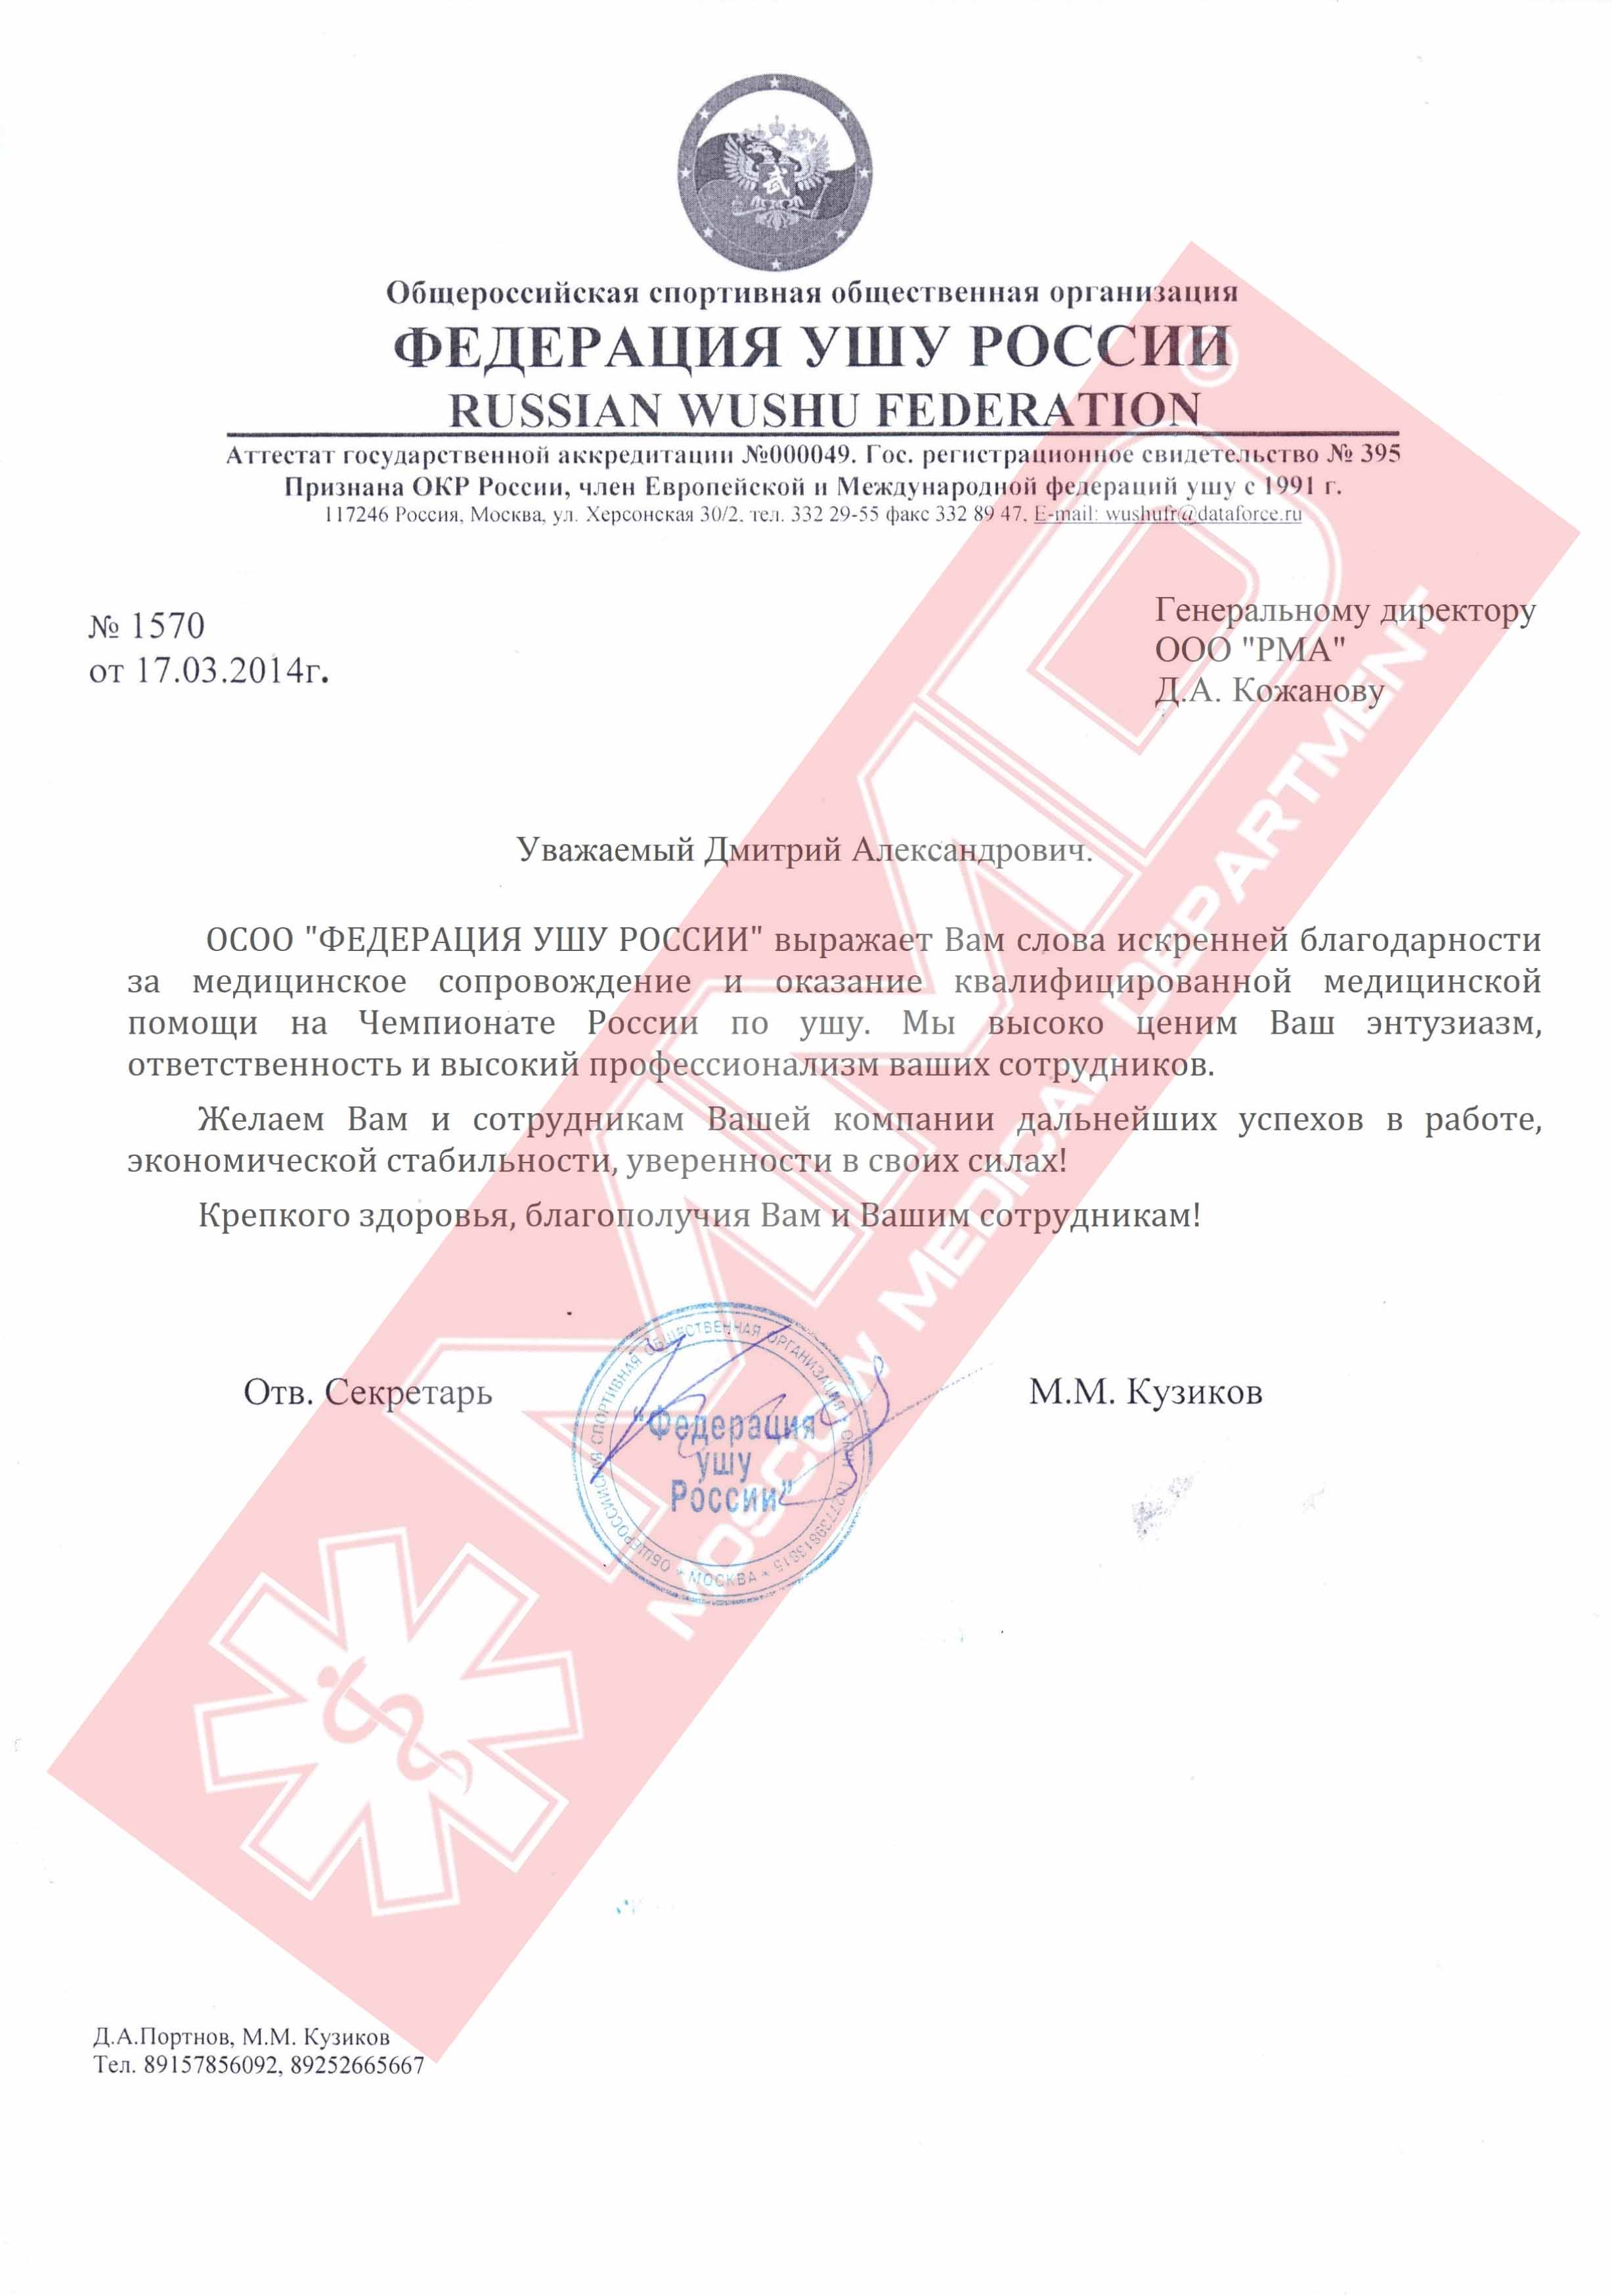 武
Общероссийская спортивная общественная организация
ФЕДЕРАЦИЯ УШУ РОССИИ
RUSSIAN WUSHU FEDERATION
Аттестат государственной аккредитации №000049. Гос. регистрационное свидетельство № 395
Признана ОКР России, член Европейской и Международной федераций ушу с 1991 г.
117246 Россия, Москва, ул. Херсонская 30/2, тел. 332 29-55 факс 332 89 47, E-mail: wushufr@dataforce.ru
№ 1570
от 17.03.2014г.
Генеральному директору
ООО "РМА"
Д.А. Кожанову
Уважаемый Дмитрий Александрович.
ОСОО "ФЕДЕРАЦИЯ УШУ РОССИИ" выражает Вам слова искренней благодарности
за медицинское сопровождение и оказание квалифицированной медицинской
помощи на Чемпионате России по ушу. Мы высоко ценим Ваш энтузиазм,
ответственность и высокий профессионализм ваших сотрудников.
Желаем Вам и сотрудникам Вашей компании дальнейших успехов в работе,
экономической стабильности, уверенности в своих силах!
Крепкого здоровья, благополучия Вам и Вашим сотрудникам!
Отв. Секретарь
М.М. Кузиков
ОБЩЕРОССИЙСКАЯ СПОРТИВНАЯ ОБЩЕСТВЕННАЯ ОРГАНИЗАЦИЯ
* МОСКВА *
"Федерация
ушу
России"
MMD
©
MOSCOW MEDICAL DEPARTMENT
Д.А.Портнов, М.М. Кузиков
Тел. 89157856092, 89252665667